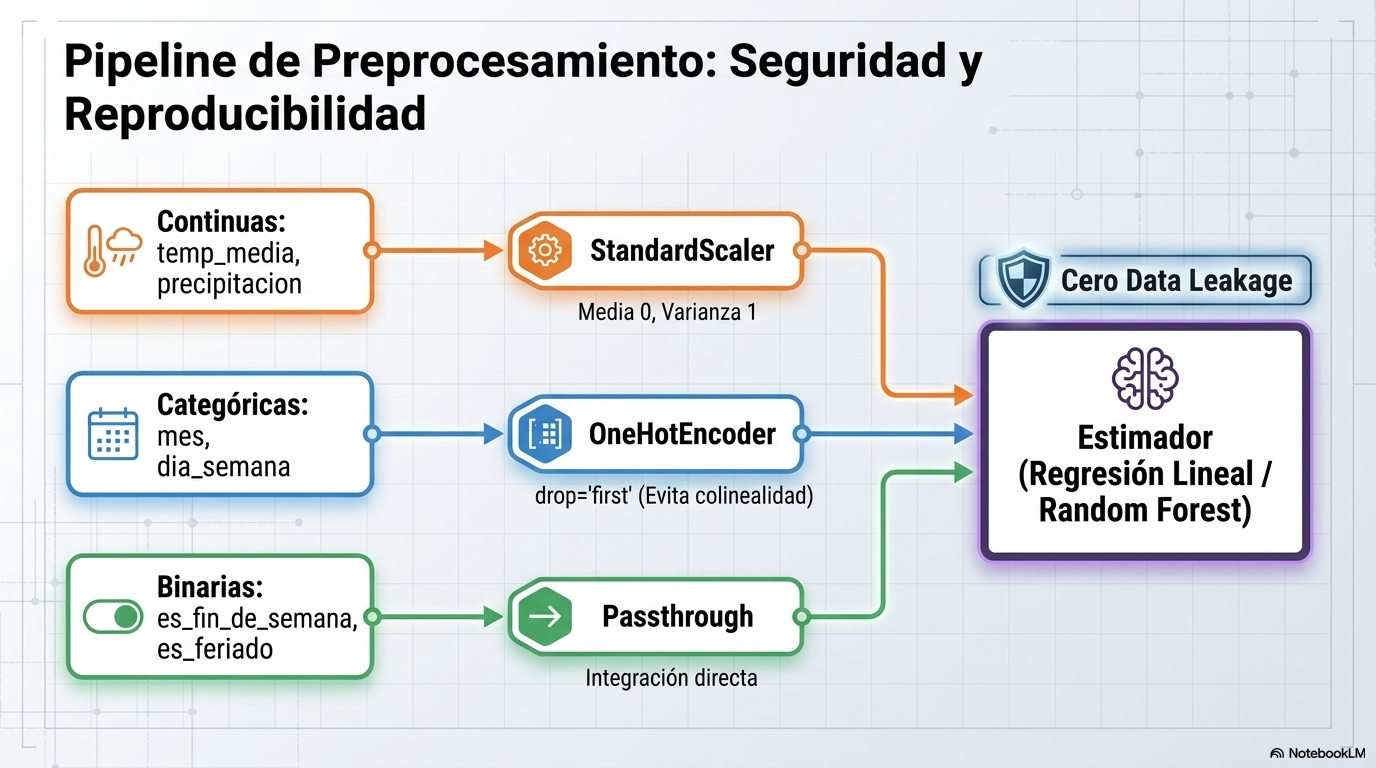 Pipeline de Preprocesamiento: Seguridad y
Reproducibilidad
Continuas:
temp_media,
precipitacion
StandardScaler
Media 0, Varianza 1
Categóricas:
mes,
dia_semana
OneHotEncoder
drop='first' (Evita colinealidad)
Binarias:
es_fin_de_semana,
es_feriado
Passthrough
Integración directa
Cero Data Leakage
Estimador
(Regresión Lineal /
Random Forest)
NotebookLM